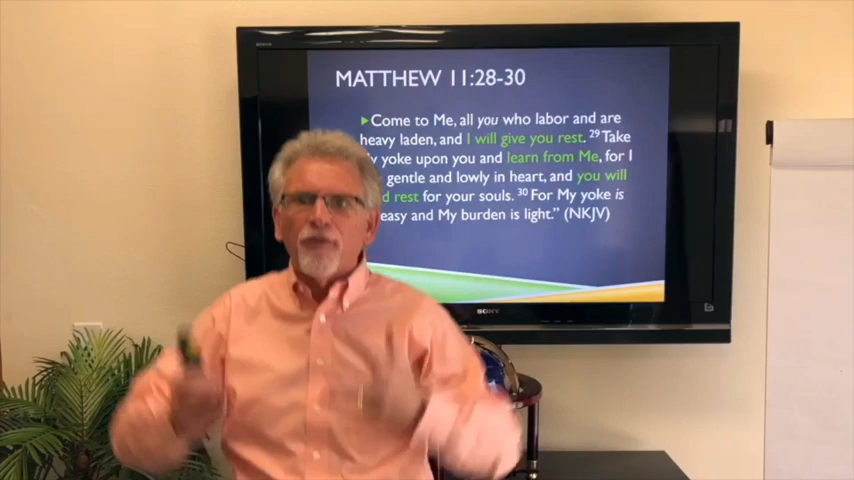 MATTHEW 11:28-30
▶Come to Me, all you who labor and are
heavy laden, and I will give you rest. 29 Take
yoke upon you and learn from Me, for I
gentle and lowly in heart, and you will
rest for your souls. 30 For My yoke is
easy and My burden is light.” (NKJV)
SONY